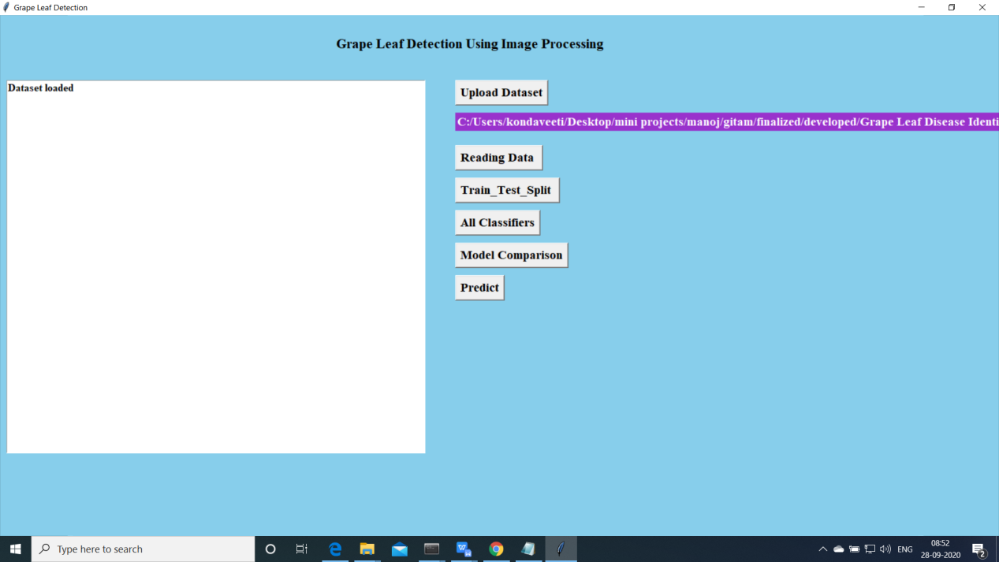 Grape Leaf Detection
Grape Leaf Detection Using Image Processing
Dataset loaded
Upload Dataset
C:/Users/kondaveeti/Desktop/mini projects/manoj/gitam/finalized/developed/Grape Leaf Disease Identi
Reading Data
Train_Test_Split
All Classifiers
Model Comparison
Predict
Type here to search
ENG
08:52
28-09-2020
2